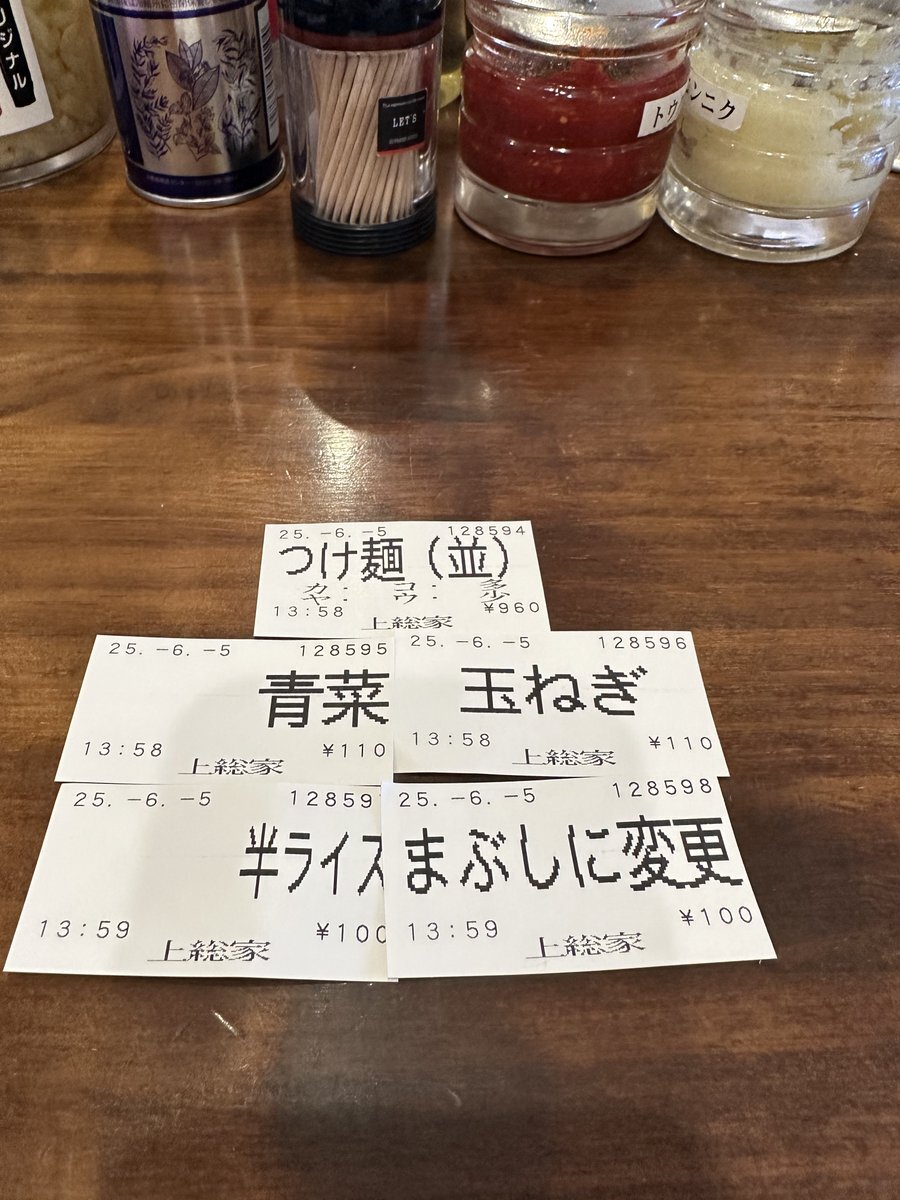 ジナル
LET'S
トウ
ンニク
25.-6.-5 128594
つけ麺(並)
カ: コ: 多
ヤ: ウ: 少
13:58 ¥960
上総家
25.-6.-5 128595
青菜
13:58 ¥110
上総家
25.-6.-5 128596
玉ねぎ
13:58 ¥110
上総家
25.-6.-5 12859
半ライス
13:59 ¥100
上総家
25.-6.-5 128598
まぶしに変更
13:59 ¥100
上総家